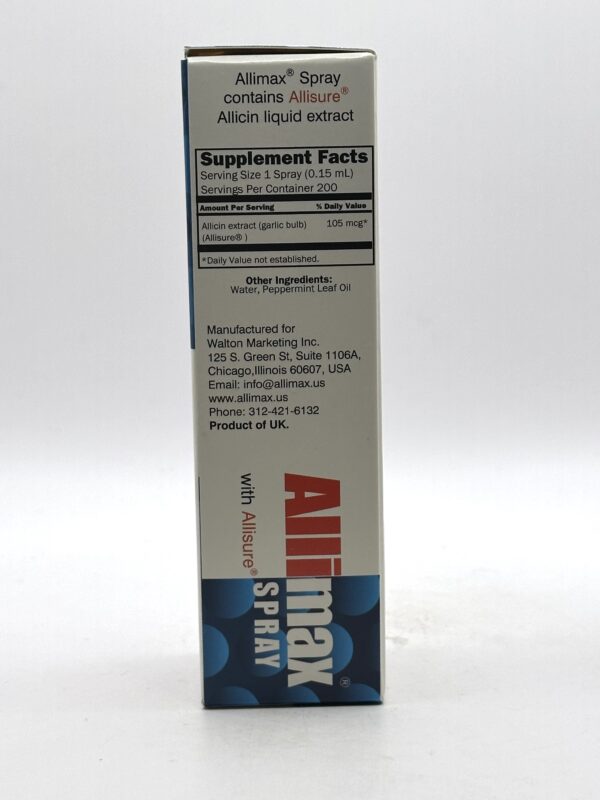 Allimax® Spray
contains Allisure®
Allicin liquid extract
Supplement Facts
Serving Size 1 Spray (0.15 mL)
Servings Per Container 200
Amount Per Serving % Daily Value
Allicin extract (garlic bulb) 105 mcg*
(Allisure® )
*Daily Value not established.
Other Ingredients:
Water, Peppermint Leaf Oil
Manufactured for
Walton Marketing Inc.
125 S. Green St, Suite 1106A,
Chicago,Illinois 60607, USA
Email: info@allimax.us
www.allimax.us
Phone: 312-421-6132
Product of UK.
Allimax®
SPRAY
with Allisure®